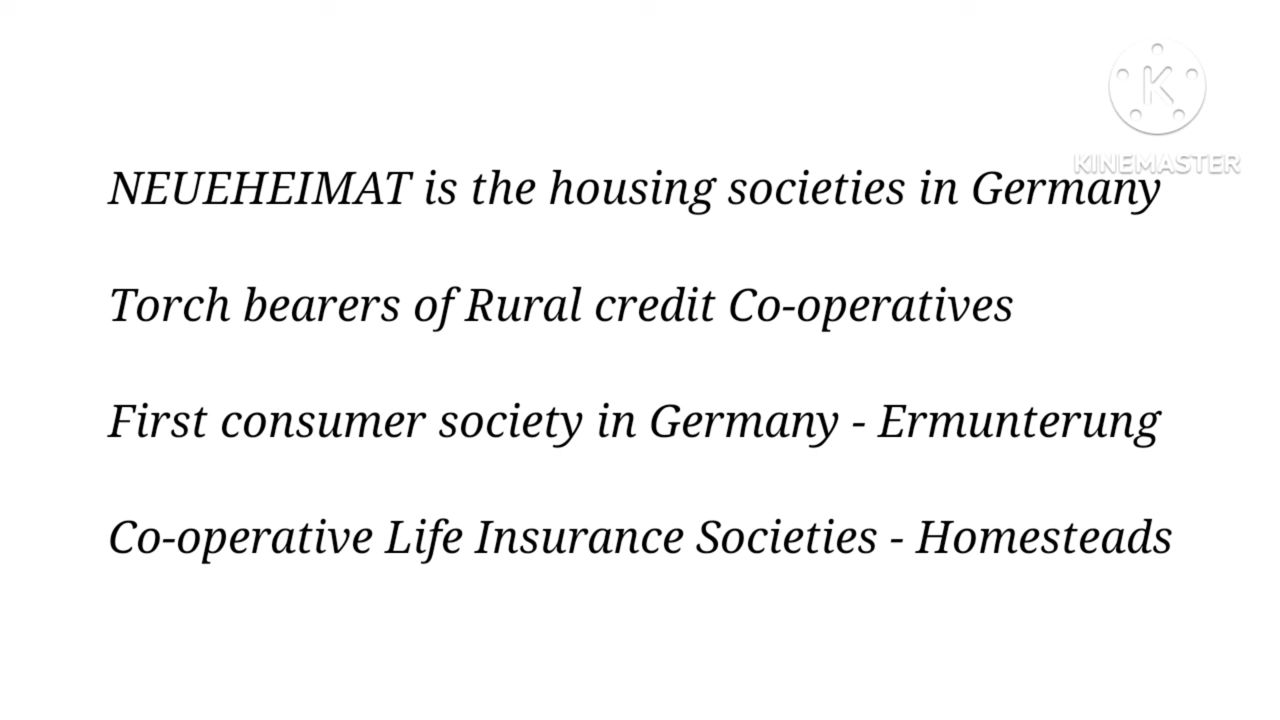 K
KINEMASTER
NEUEHEIMAT is the housing societies in Germany
Torch bearers of Rural credit Co-operatives
First consumer society in Germany - Ermunterung
Co-operative Life Insurance Societies - Homesteads